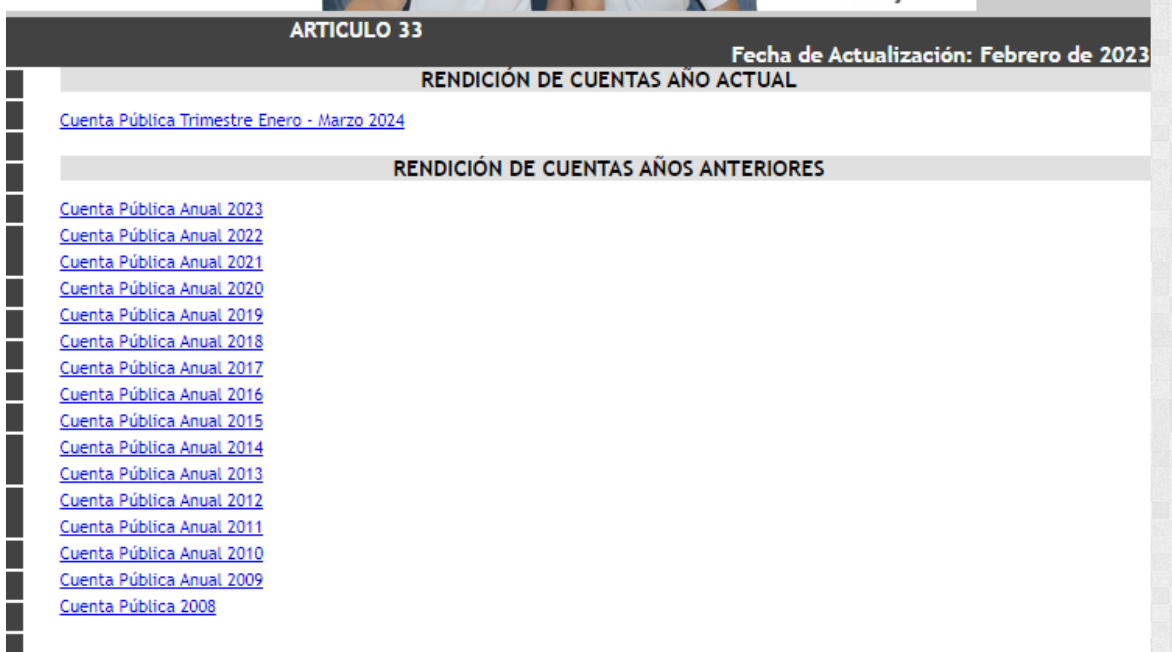 ARTICULO 33
Fecha de Actualización: Febrero de 2023
RENDICIÓN DE CUENTAS AÑO ACTUAL
Cuenta Pública Trimestre Enero - Marzo 2024
RENDICIÓN DE CUENTAS AÑOS ANTERIORES
Cuenta Pública Anual 2023
Cuenta Pública Anual 2022
Cuenta Pública Anual 2021
Cuenta Pública Anual 2020
Cuenta Pública Anual 2019
Cuenta Pública Anual 2018
Cuenta Pública Anual 2017
Cuenta Pública Anual 2016
Cuenta Pública Anual 2015
Cuenta Pública Anual 2014
Cuenta Pública Anual 2013
Cuenta Pública Anual 2012
Cuenta Pública Anual 2011
Cuenta Pública Anual 2010
Cuenta Pública Anual 2009
Cuenta Pública 2008